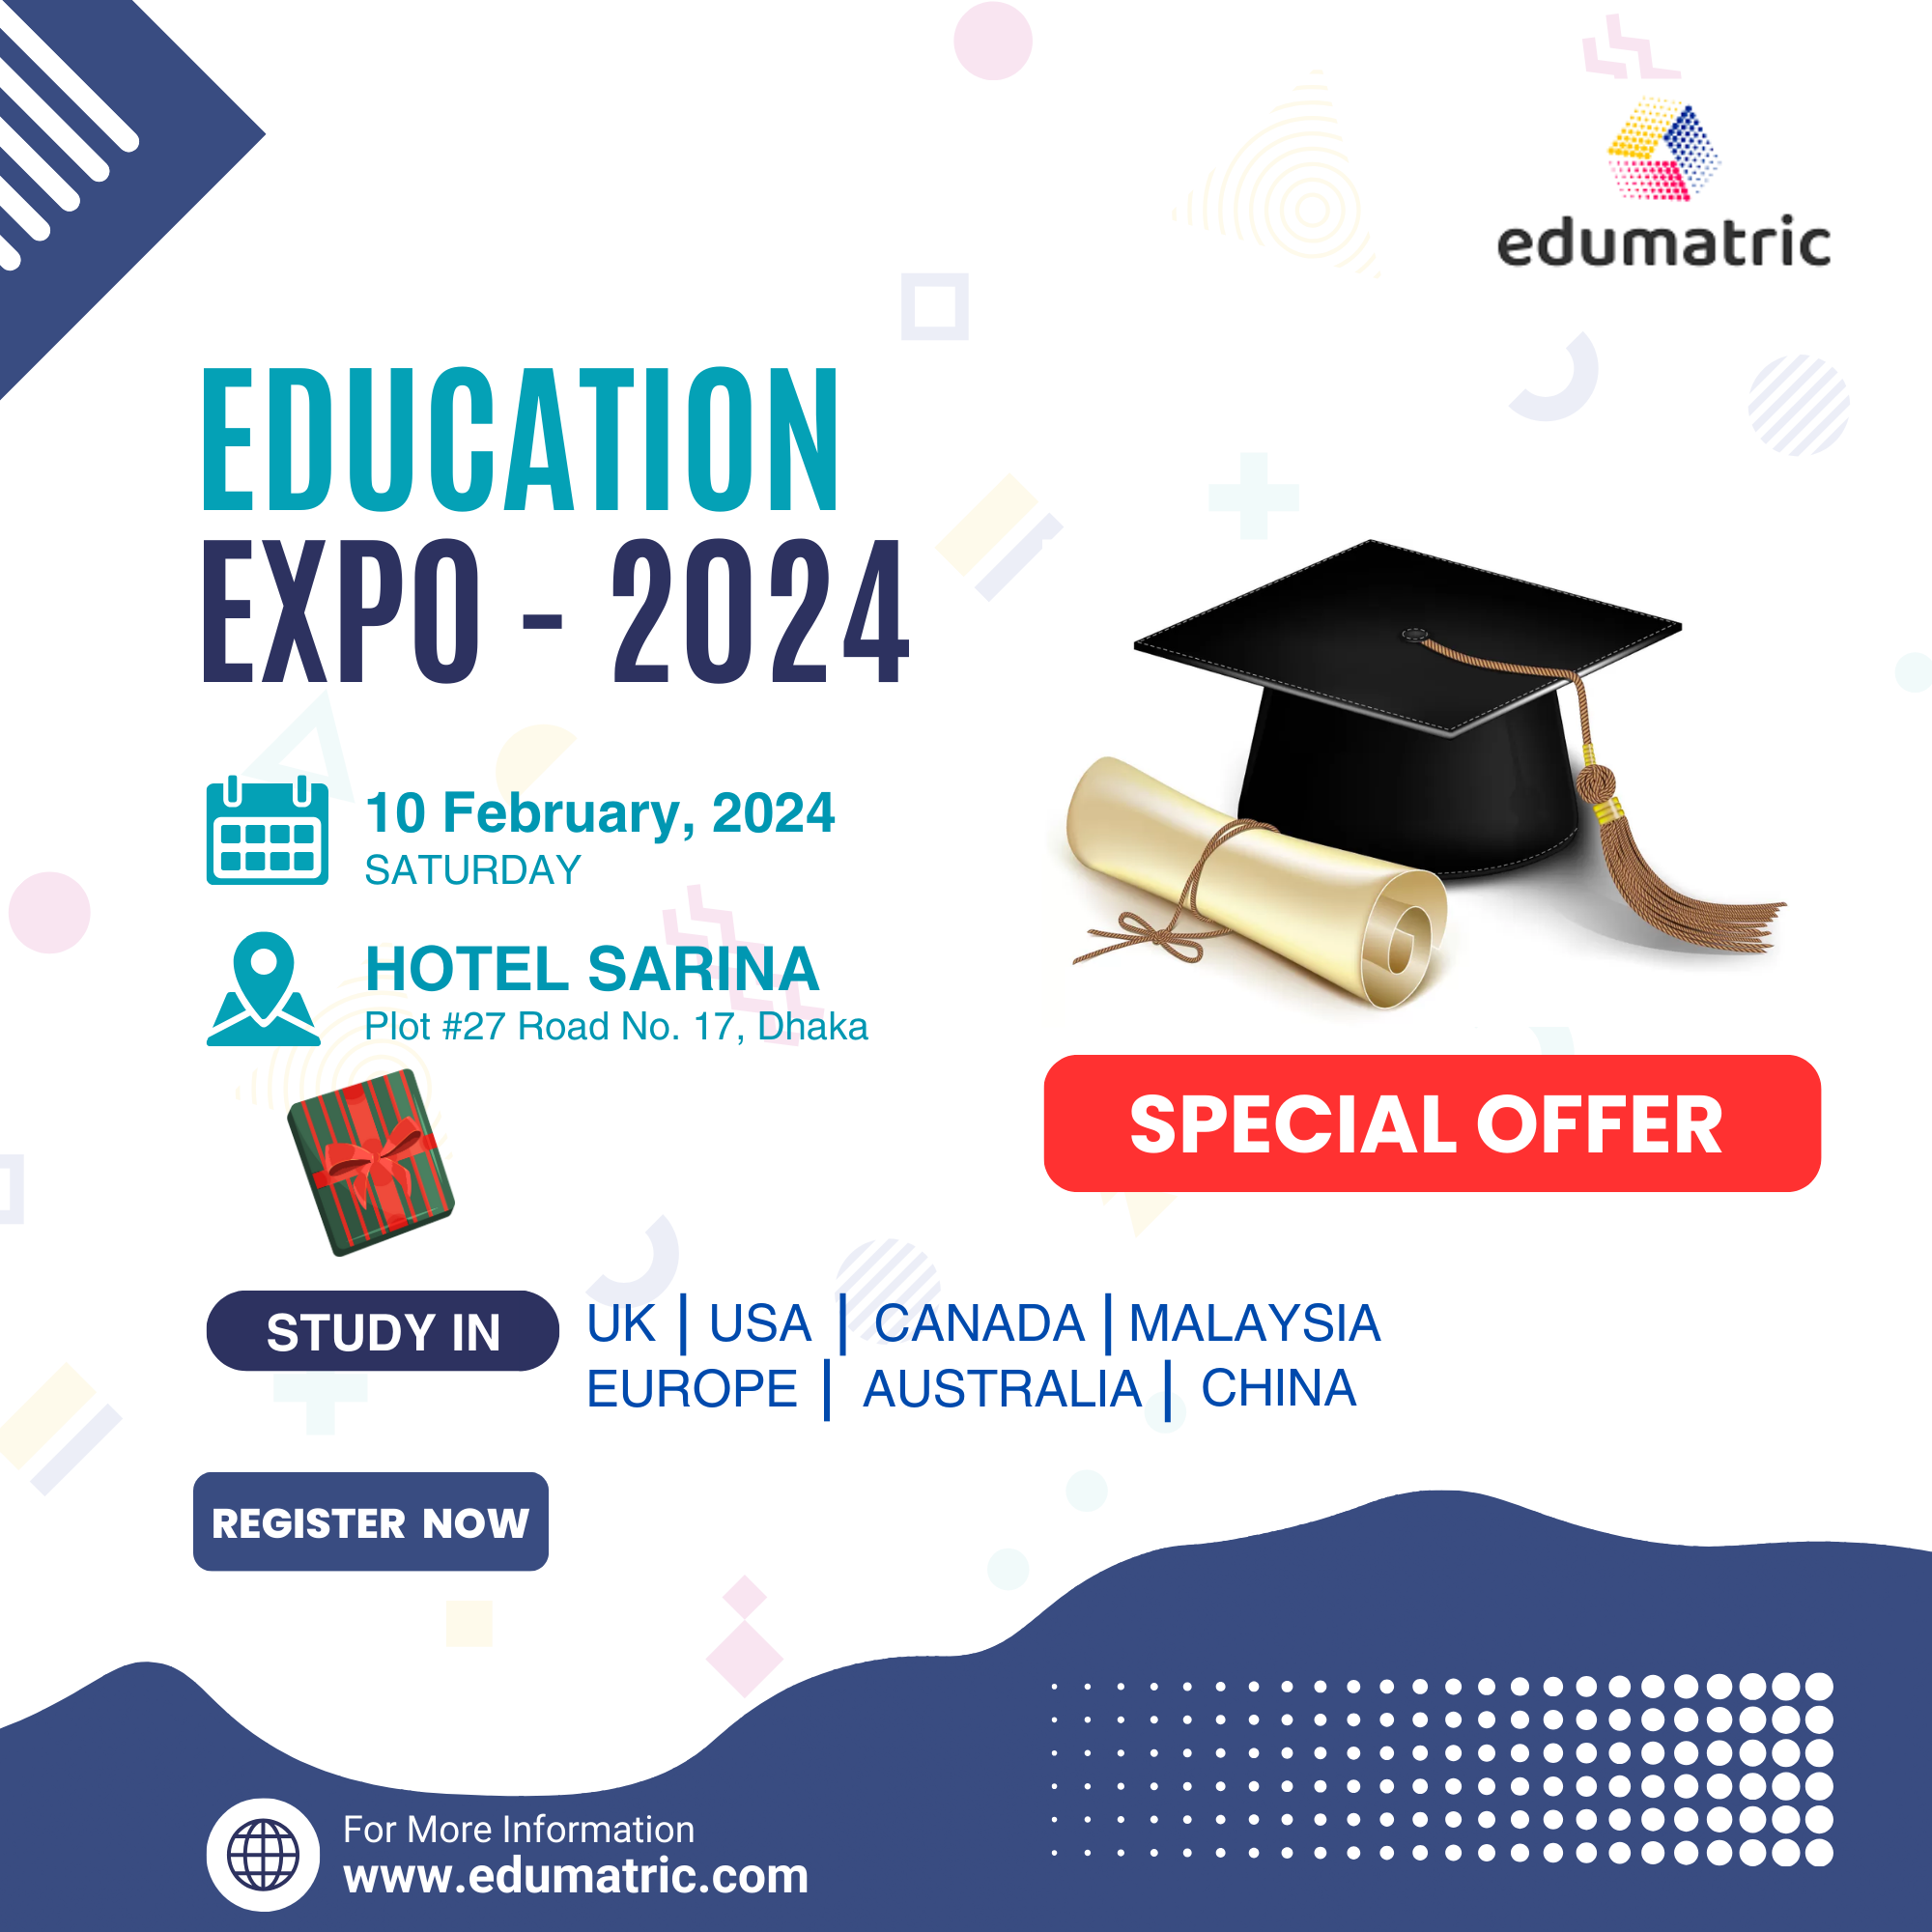 edumatric
EDUCATION
EXPO - 2024
10 February, 2024
SATURDAY
HOTEL SARINA
Plot #27 Road No. 17, Dhaka
SPECIAL OFFER
STUDY IN
UK | USA | CANADA | MALAYSIA
EUROPE | AUSTRALIA | CHINA
REGISTER NOW
For More Information
www.edumatric.com